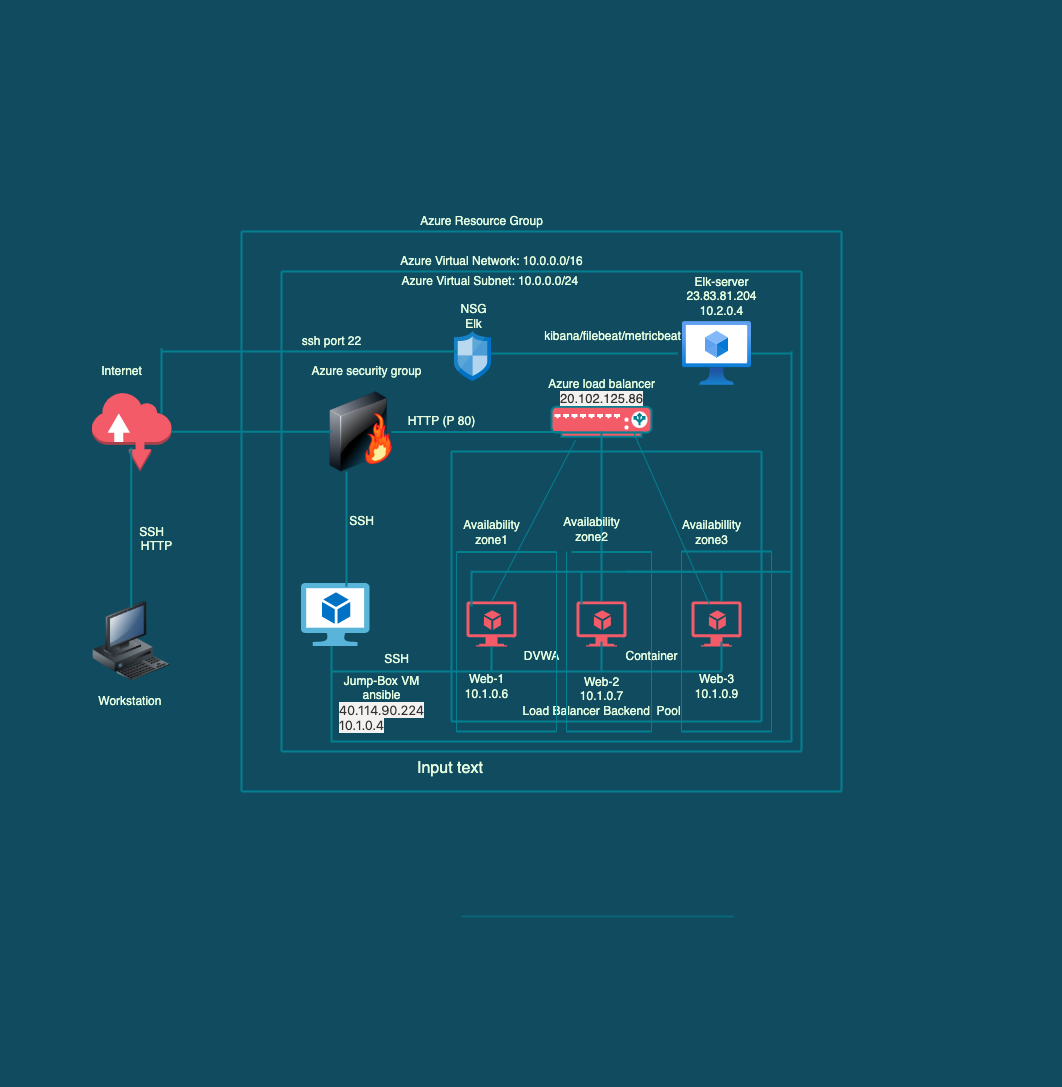 Azure Resource Group
Azure Virtual Network: 10.0.0.0/16
Azure Virtual Subnet: 10.0.0.0/24
Elk-server
23.83.81.204
10.2.0.4
NSG
Elk
ssh port 22
kibana/filebeat/metricbeat
Internet
Azure security group
Azure load balancer
20.102.125.86
HTTP (P 80)
SSH
HTTP
SSH
Availability
zone1
Availability
zone2
Availabillity
zone3
SSH
DVWA
Container
Workstation
Jump-Box VM
ansible
40.114.90.224
10.1.0.4
Web-1
10.1.0.6
Web-2
10.1.0.7
Web-3
10.1.0.9
Load Balancer Backend Pool
Input text